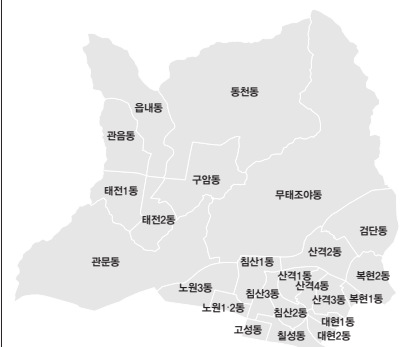 동천동
읍내동
관음동
구암동
태전1동
무태조야동
태전2동
검단동
산격2동
관문동
침산1동
산격1동
복현2동
노원3동
산격4동
침산3동
산격3동
복현1동
노원1·2동
침산2동
대현1동
고성동
칠성동
대현2동